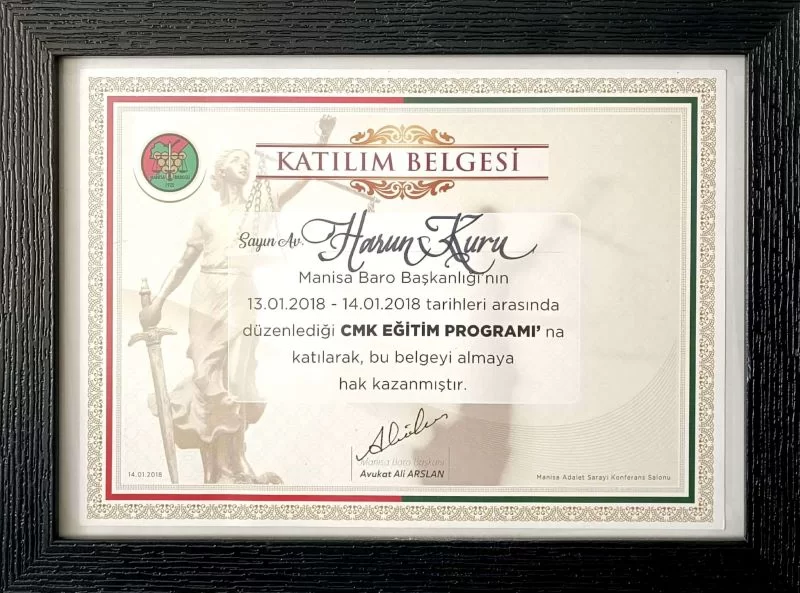 KATILIM BELGESİ
Sayın Av. Harun Kuru
Manisa Baro Başkanlığı'nın
13.01.2018 - 14.01.2018 tarihleri arasında
düzenlediği CMK EĞİTİM PROGRAMI' na
katılarak, bu belgeyi almaya
hak kazanmıştır.
Manisa Baro Başkanı
Avukat Ali ARSLAN
14.01.2018
Manisa Adalet Sarayı Konferans Salonu